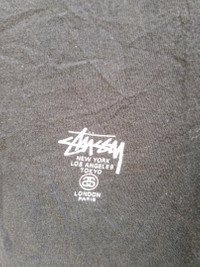 Stüssy
NEW YORK
LOS ANGELES
TOKYO
LONDON
PARIS